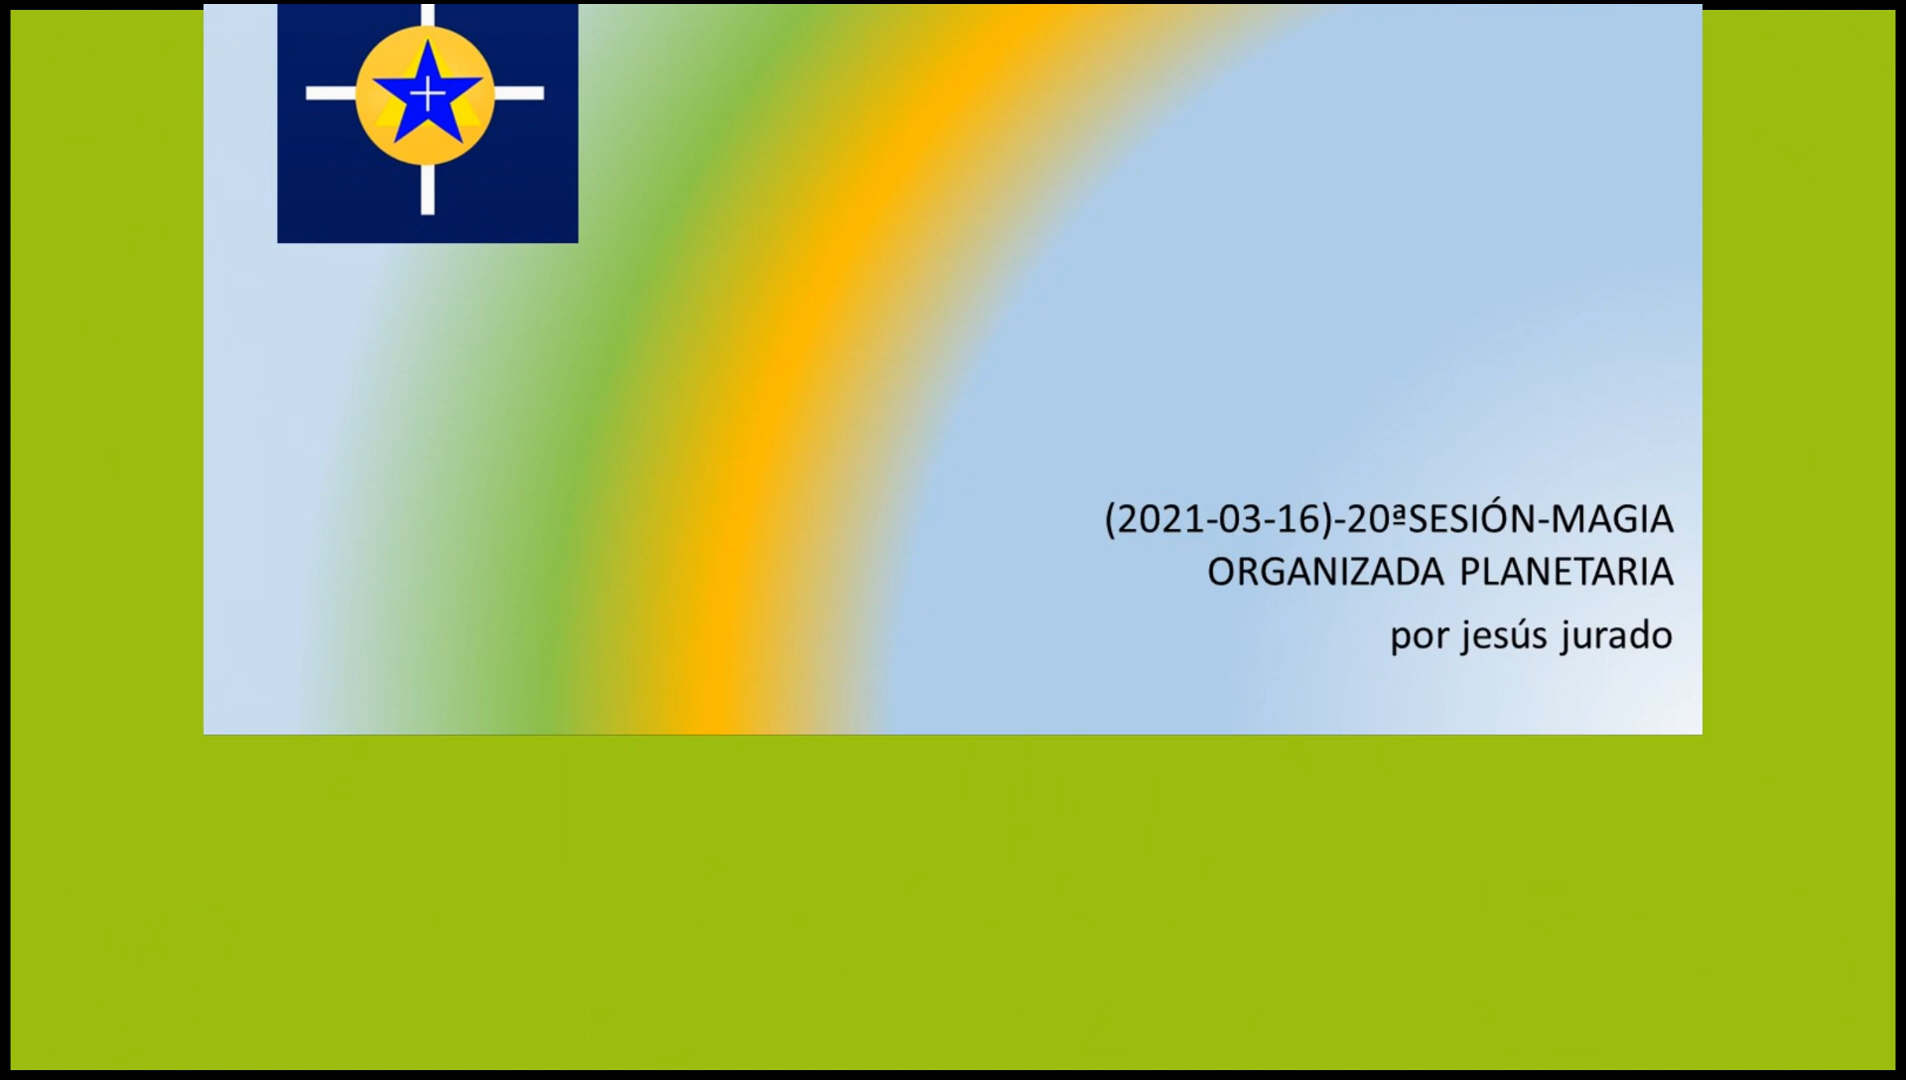 (2021-03-16)-20ªSESIÓN-MAGIA
ORGANIZADA PLANETARIA
por jesús jurado